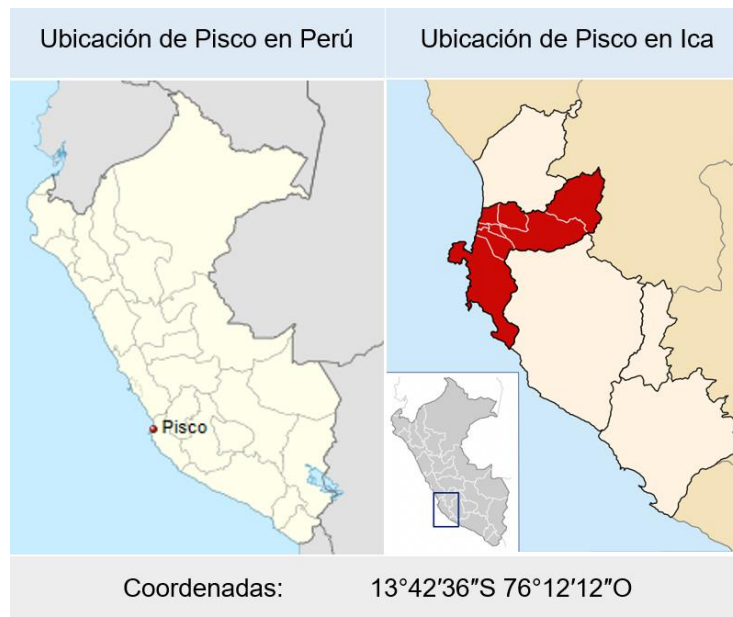 Ubicación de Pisco en Perú
Ubicación de Pisco en Ica
Pisco
Coordenadas: 13°42′36″S 76°12′12″O